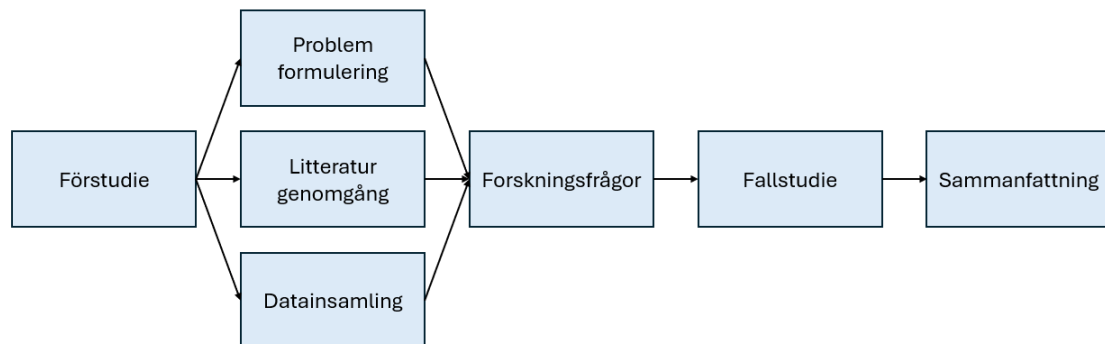 Förstudie
Problem
formulering
Litteratur
genomgång
Datainsamling
Forskningsfrågor
Fallstudie
Sammanfattning